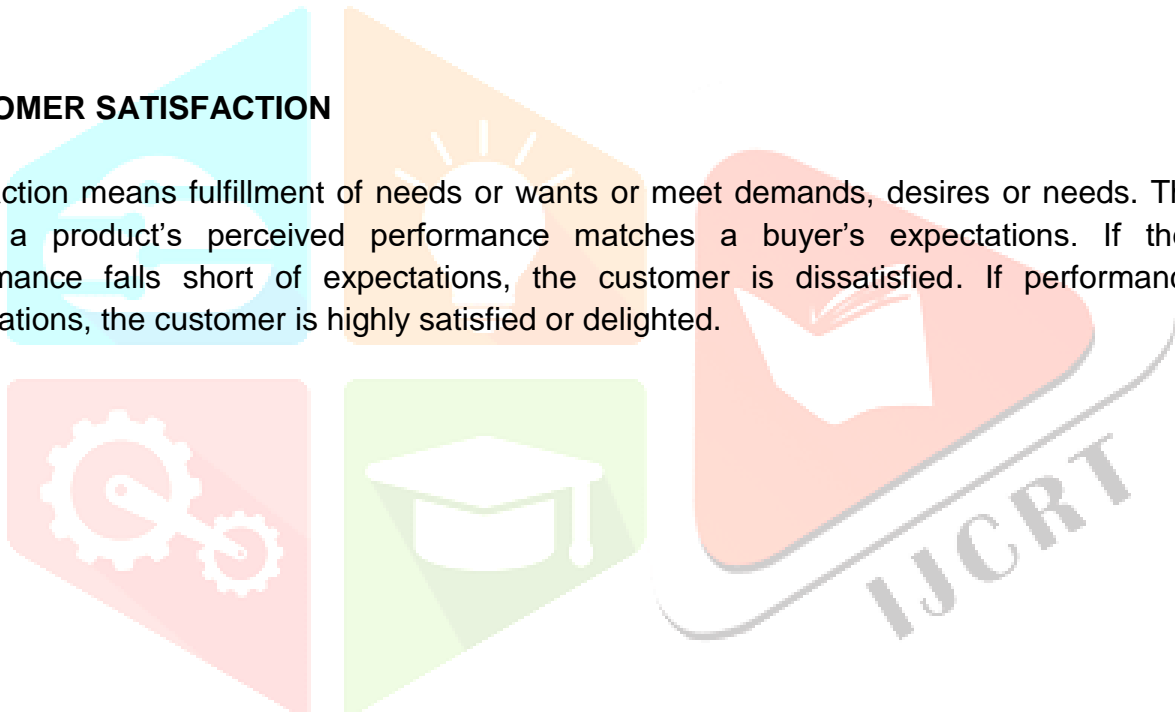 OMER SATISFACTION
ction means fulfillment of needs or wants or meet demands, desires or needs. Th
a product’s perceived performance matches a buyer’s expectations. If the
mance falls short of expectations, the customer is dissatisfied. If performanc
ations, the customer is highly satisfied or delighted.
IJCRT